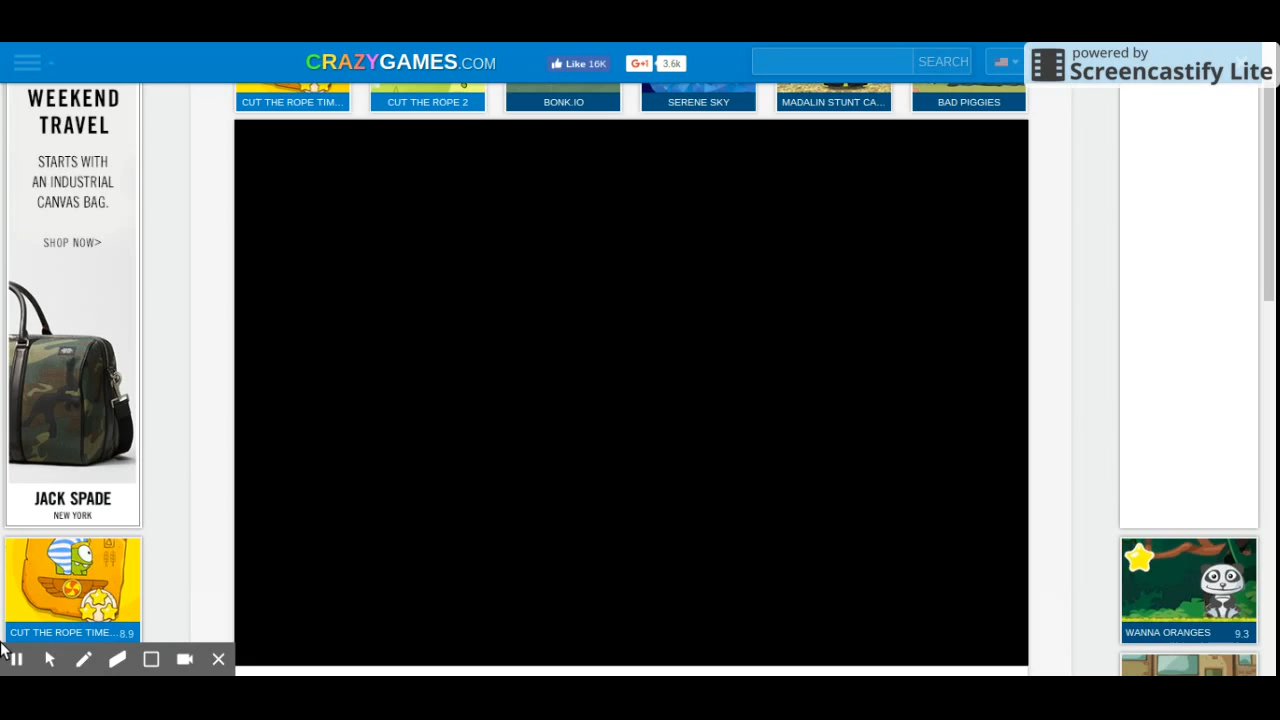 CRAZYGAMES.COM
Like 16K
G+1
3.6k
SEARCH
powered by
Screencastify Lite
CUT THE ROPE TIM...
CUT THE ROPE 2
BONK.IO
SERENE SKY
MADALIN STUNT CA...
BAD PIGGIES
WEEKEND
TRAVEL
STARTS WITH
AN INDUSTRIAL
CANVAS BAG.
SHOP NOW>
JACK SPADE
NEW YORK
CUT THE ROPE TIME... 8.9
WANNA ORANGES 9.3